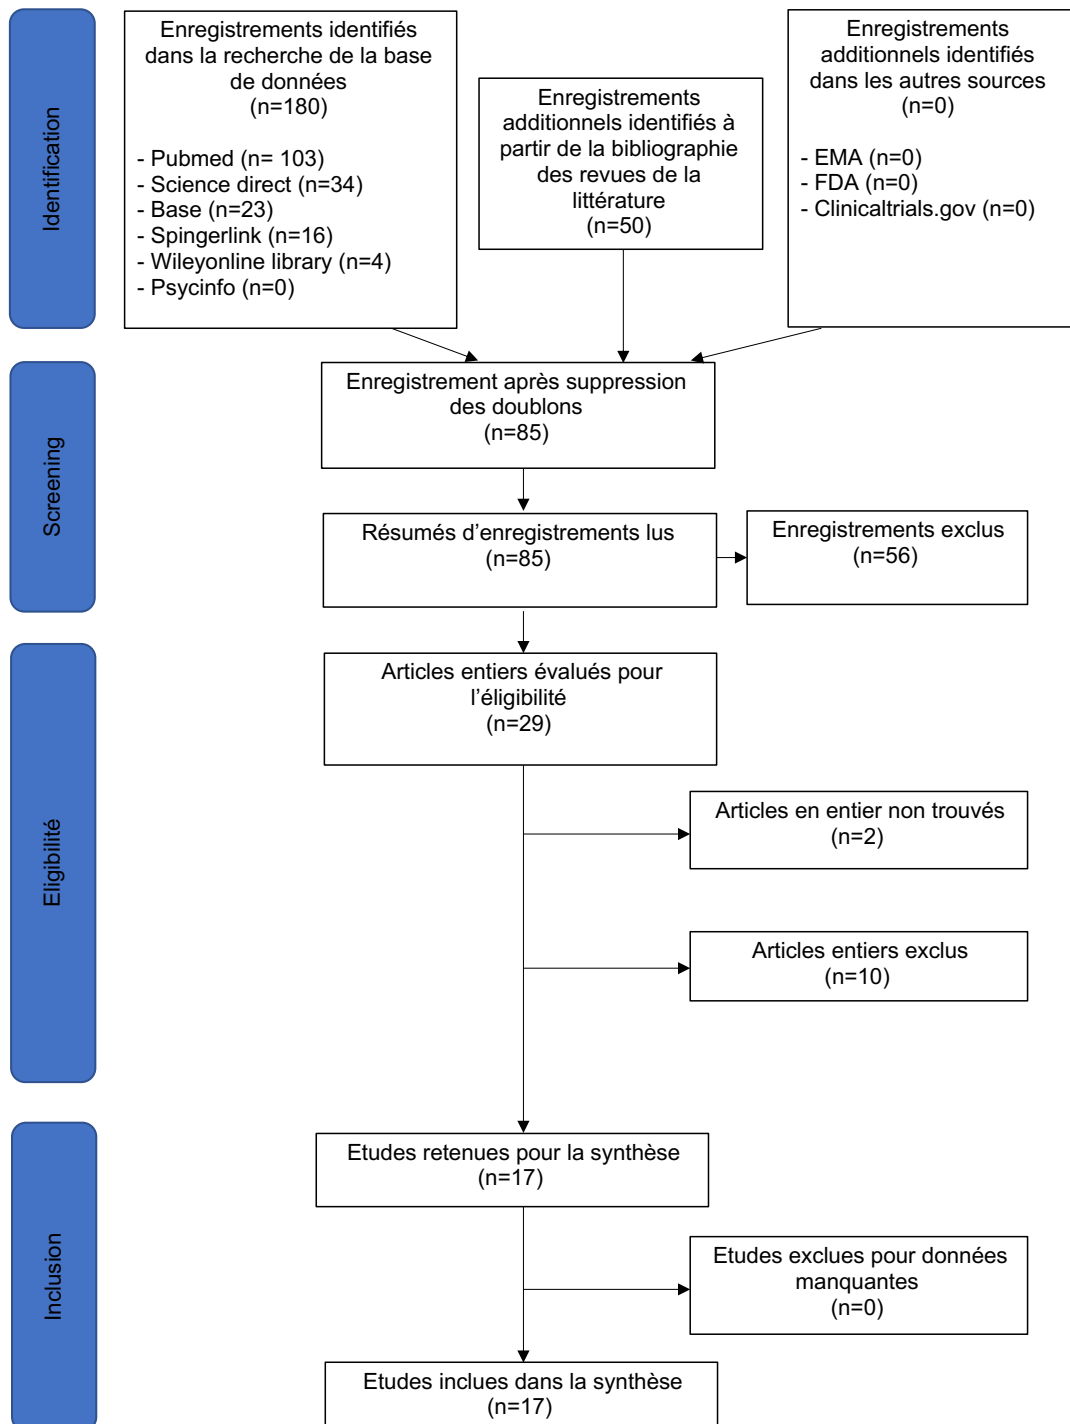 Identification
Enregistrements identifiés
dans la recherche de la base
de données
(n=180)
- Pubmed (n= 103)
- Science direct (n=34)
- Base (n=23)
- Spingerlink (n=16)
- Wileyonline library (n=4)
- Psycinfo (n=0)
Enregistrements
additionnels identifiés à
partir de la bibliographie
des revues de la
littérature
(n=50)
Enregistrements
additionnels identifiés
dans les autres sources
(n=0)
- EMA (n=0)
- FDA (n=0)
- Clinicaltrials.gov (n=0)
Screening
Enregistrement après suppression
des doublons
(n=85)
Résumés d’enregistrements lus
(n=85)
Enregistrements exclus
(n=56)
Eligibilité
Articles entiers évalués pour
l’éligibilité
(n=29)
Articles en entier non trouvés
(n=2)
Articles entiers exclus
(n=10)
Inclusion
Etudes retenues pour la synthèse
(n=17)
Etudes exclues pour données
manquantes
(n=0)
Etudes inclues dans la synthèse
(n=17)